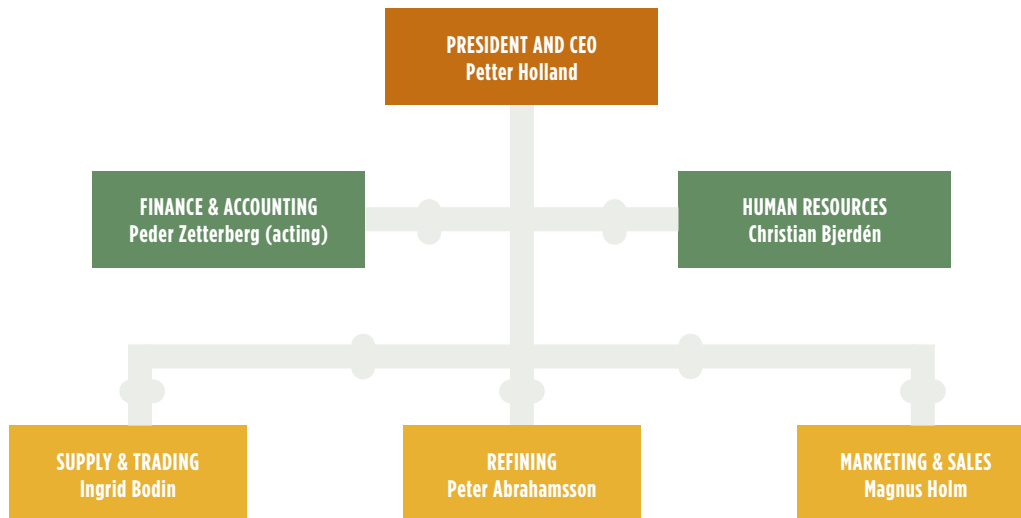 PRESIDENT AND CEO
Petter Holland
FINANCE & ACCOUNTING
Peder Zetterberg (acting)
HUMAN RESOURCES
Christian Bjerdén
SUPPLY & TRADING
Ingrid Bodin
REFINING
Peter Abrahamsson
MARKETING & SALES
Magnus Holm